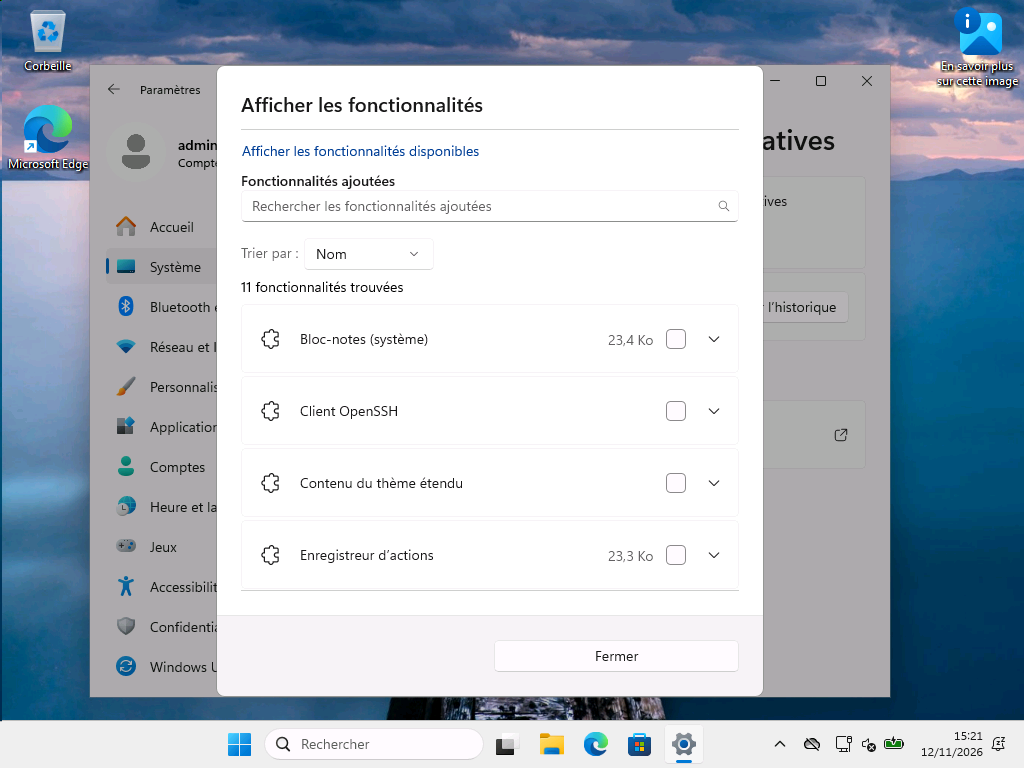 Corbeille
Microsoft Edge
En savoir plus
sur cette image
Paramètres
admin
Compte
Accueil
Système
Bluetooth e
Réseau et I
Personnalis
Application
Comptes
Heure et la
Jeux
Accessibilit
Confidentia
Windows U
atives
ives
r l'historique
Afficher les fonctionnalités
Afficher les fonctionnalités disponibles
Fonctionnalités ajoutées
Rechercher les fonctionnalités ajoutées
Trier par : Nom
11 fonctionnalités trouvées
Bloc-notes (système) 23,4 Ko
Client OpenSSH
Contenu du thème étendu
Enregistreur d'actions 23,3 Ko
Fermer
Rechercher
15:21
12/11/2026